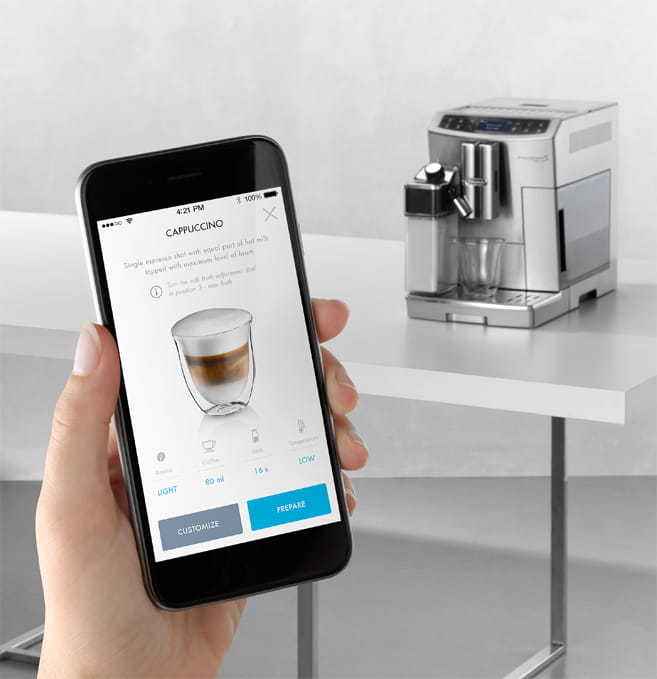 4:21 PM
100%
CAPPUCCINO
Single espresso shot with equal part of hot milk
topped with maximum level of foam
Turn the milk froth adjustment dial
in position 3 - max froth
Aroma Coffee Milk Temperature
LIGHT 80 ml 16 s LOW
CUSTOMIZE PREPARE